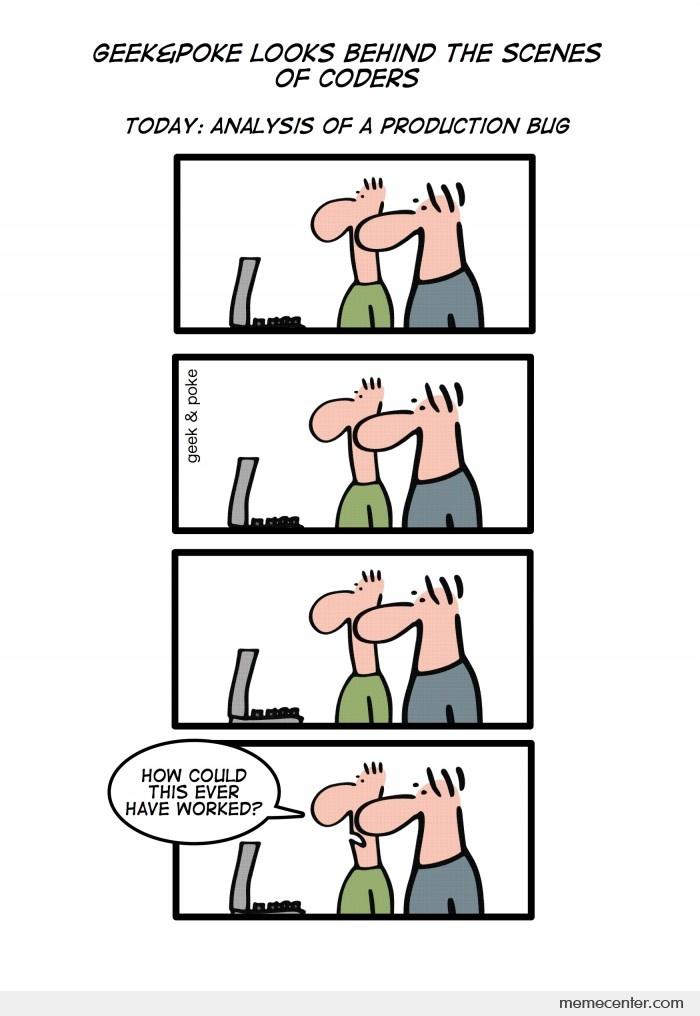 GEEK&POKE LOOKS BEHIND THE SCENES
OF CODERS
TODAY: ANALYSIS OF A PRODUCTION BUG
geek & poke
HOW COULD
THIS EVER
HAVE WORKED?
memecenter.com